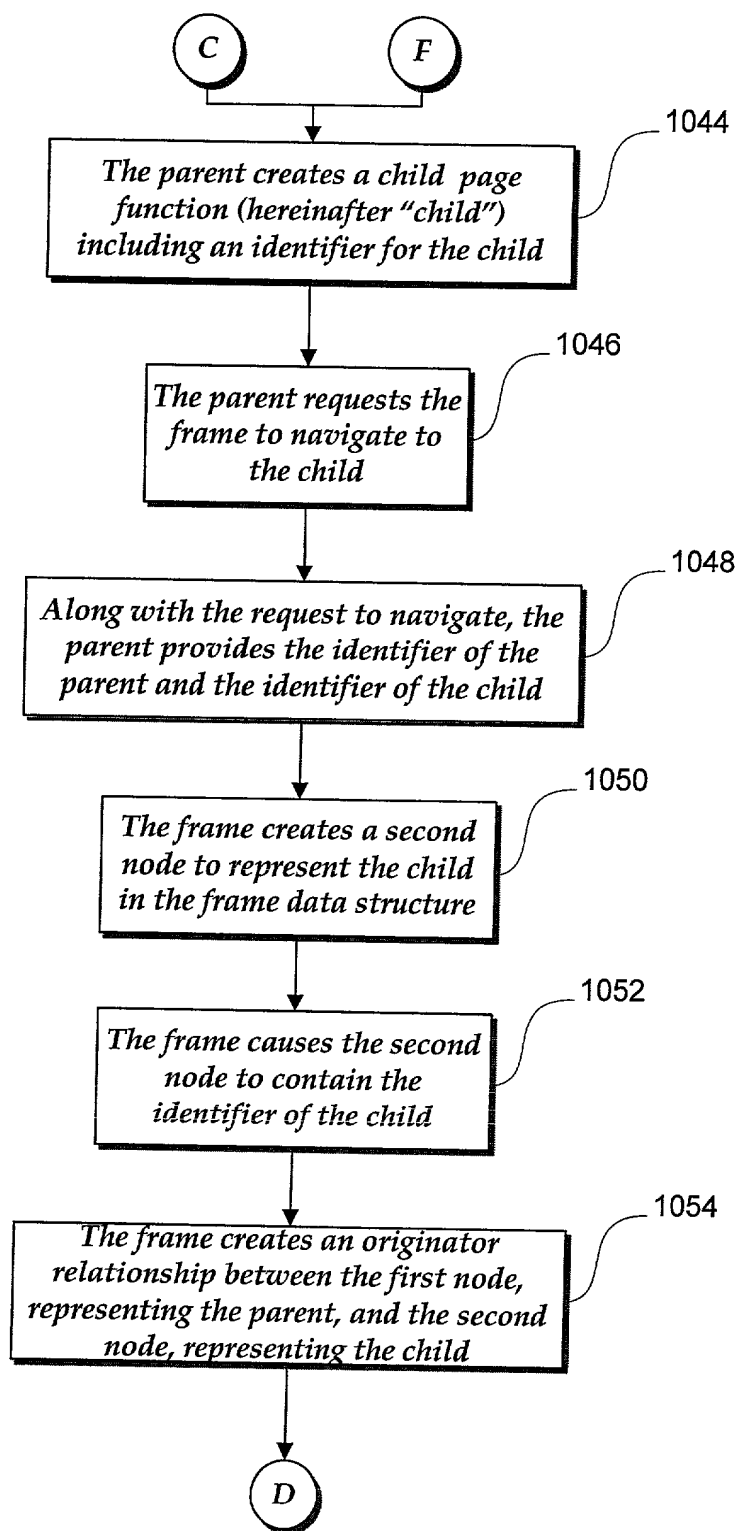 C
F
1044
The parent creates a child page
function (hereinafter “child”)
including an identifier for the child
1046
The parent requests the
frame to navigate to
the child
1048
Along with the request to navigate, the
parent provides the identifier of the
parent and the identifier of the child
1050
The frame creates a second
node to represent the child
in the frame data structure
1052
The frame causes the second
node to contain the
identifier of the child
1054
The frame creates an originator
relationship between the first node,
representing the parent, and the second
node, representing the child
D